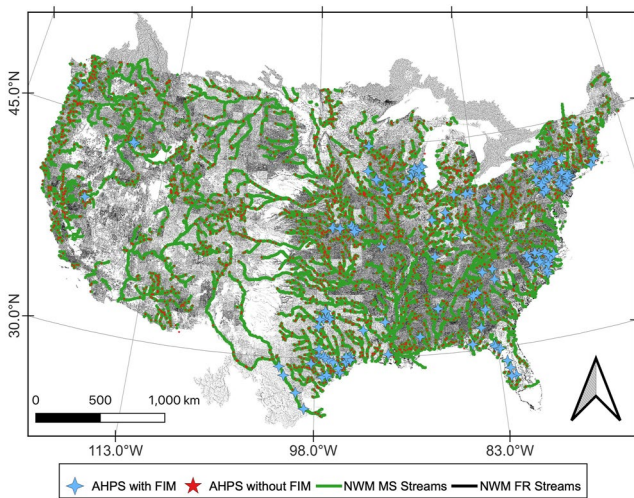 45.0°N
30.0°N
0 500 1,000 km
113.0°W 98.0°W 83.0°W
AHPS with FIM AHPS without FIM NWM MS Streams NWM FR Streams